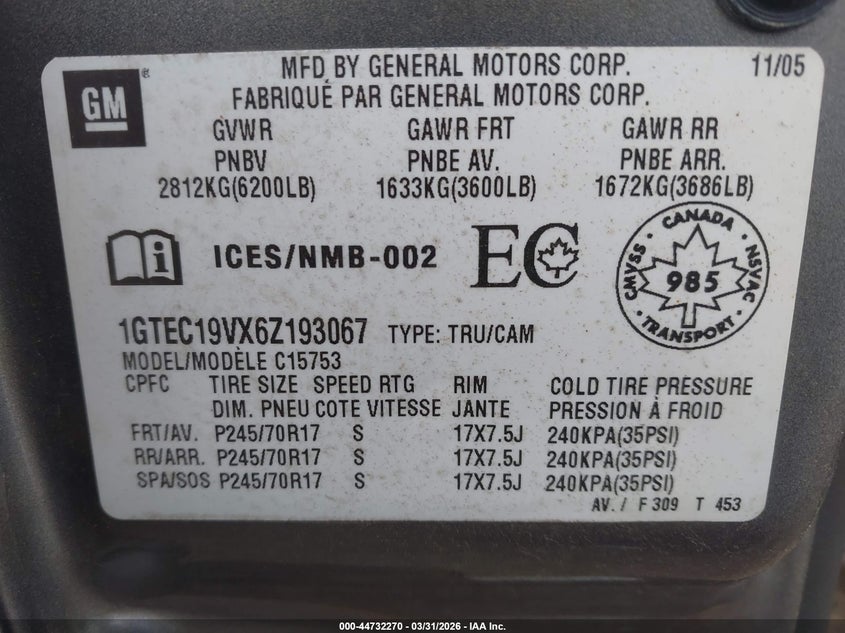 GM
MFD BY GENERAL MOTORS CORP. 11/05
FABRIQUÉ PAR GENERAL MOTORS CORP.
GVWR GAWR FRT GAWR RR
PNBV PNBE AV. PNBE ARR.
2812KG(6200LB) 1633KG(3600LB) 1672KG(3686LB)
ICES/NMB-002 EC
CANADA
CMVSS 985 NSVAC
TRANSPORT
1GTEC19VX6Z193067 TYPE: TRU/CAM
MODEL/MODÈLE C15753
CPFC TIRE SIZE SPEED RTG RIM COLD TIRE PRESSURE
DIM. PNEU COTE VITESSE JANTE PRESSION À FROID
FRT/AV. P245/70R17 S 17X7.5J 240KPA(35PSI)
RR/ARR. P245/70R17 S 17X7.5J 240KPA(35PSI)
SPA/SOS P245/70R17 S 17X7.5J 240KPA(35PSI)
AV. / F 309 T 453
000-44732270 - 03/31/2026 - IAA Inc.